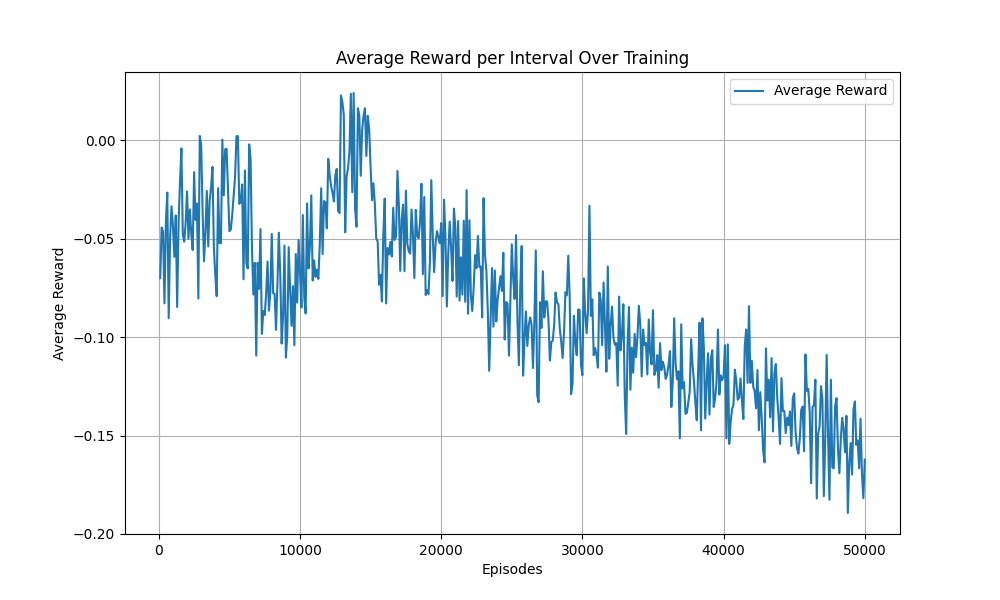 Average Reward per Interval Over Training
Average Reward
0.00
−0.05
−0.10
−0.15
−0.20
Average Reward
0
10000
20000
30000
40000
50000
Episodes